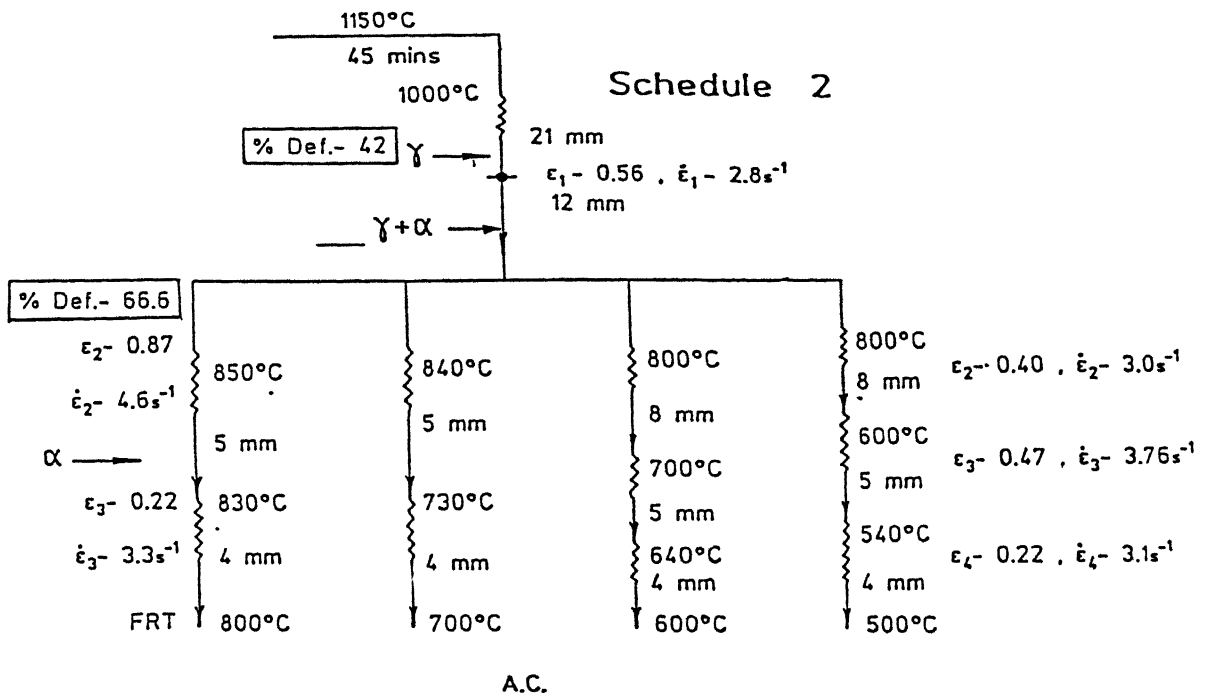 1150°C
45 mins
Schedule 2
1000°C
21 mm
% Def.- 42 γ
ε₁- 0.56 , ε̇₁- 2.8s⁻¹
12 mm
γ+α
% Def.- 66.6
ε₂- 0.87
850°C
840°C
800°C
800°C
ε₂- 0.40 , ε̇₂- 3.0s⁻¹
ε̇₂- 4.6s⁻¹
8 mm
8 mm
5 mm
5 mm
600°C
α
700°C
ε₃- 0.47 , ε̇₃- 3.76s⁻¹
5 mm
ε₃- 0.22
830°C
730°C
5 mm
540°C
ε̇₃- 3.3s⁻¹
4 mm
4 mm
640°C
ε₄- 0.22 , ε̇₄- 3.1s⁻¹
4 mm
4 mm
FRT
800°C
700°C
600°C
500°C
A.C.